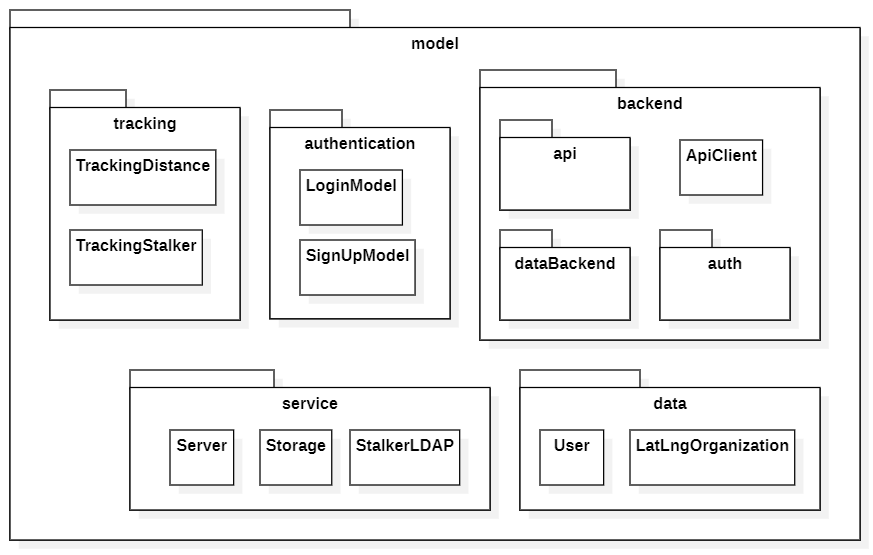 model
tracking
TrackingDistance
TrackingStalker
authentication
LoginModel
SignUpModel
backend
api
ApiClient
dataBackend
auth
service
Server
Storage
StalkerLDAP
data
User
LatLngOrganization